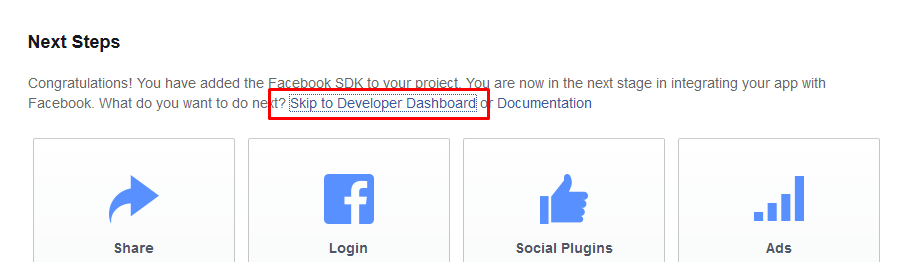 Next Steps
Congratulations! You have added the Facebook SDK to your project. You are now in the next stage in integrating your app with
Facebook. What do you want to do next? Skip to Developer Dashboard or Documentation
Share
Login
Social Plugins
Ads